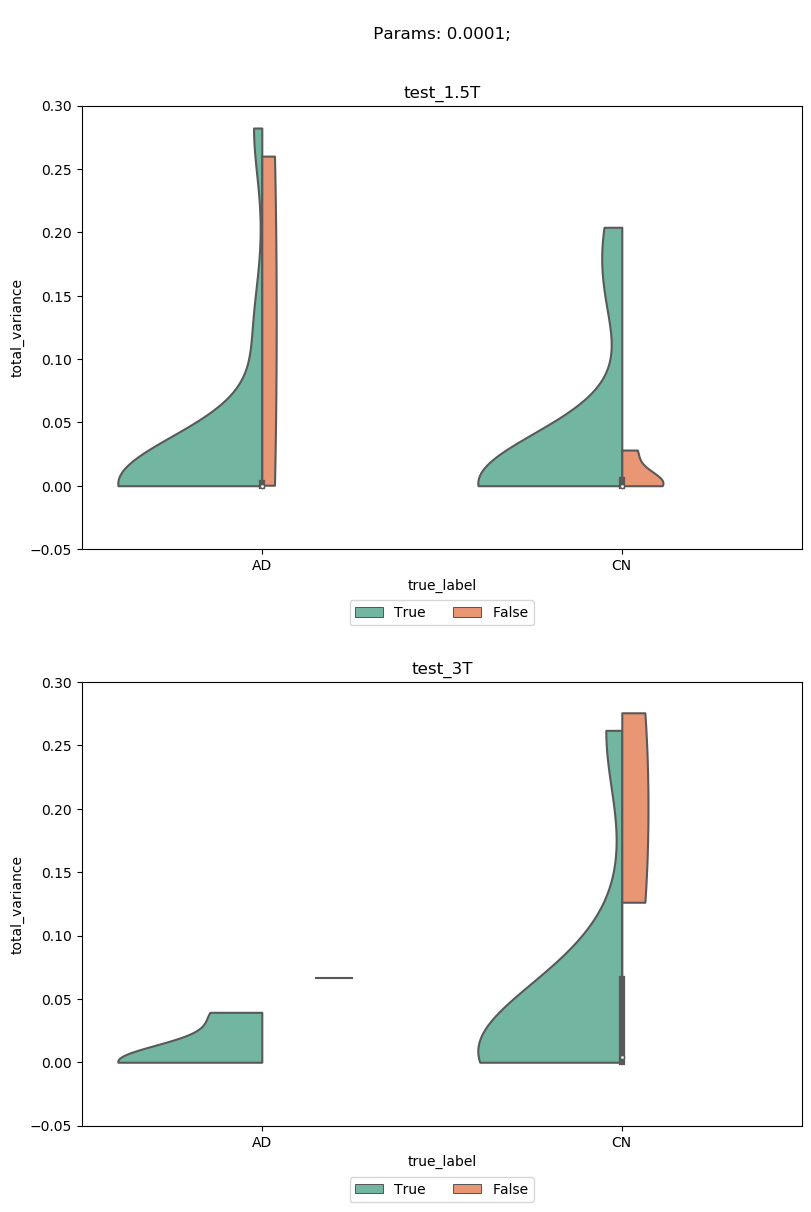 Params: 0.0001;
test_1.5T
0.30
0.25
0.20
0.15
0.10
0.05
0.00
−0.05
total_variance
AD CN
true_label
True False
test_3T
0.30
0.25
0.20
0.15
0.10
0.05
0.00
−0.05
total_variance
AD CN
true_label
True False